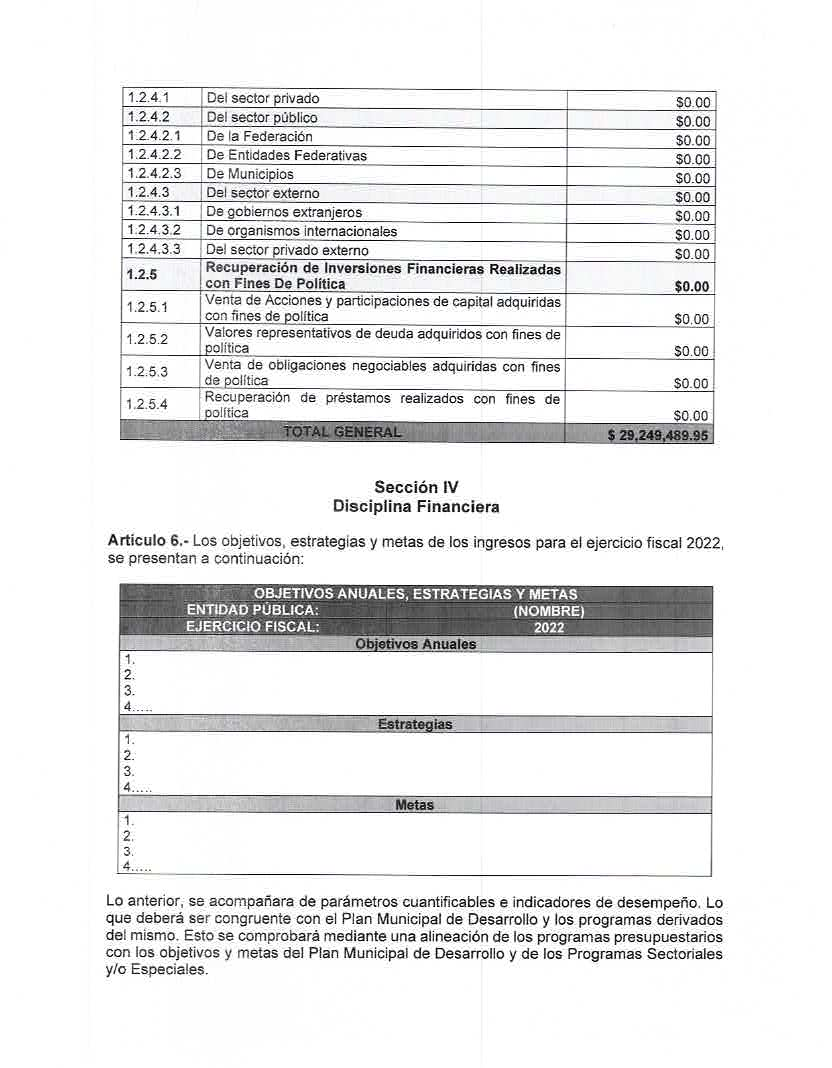 1.2.4.1 Del sector privado $0.00
1.2.4.2 Del sector público $0.00
1.2.4.2.1 De la Federación $0.00
1.2.4.2.2 De Entidades Federativas $0.00
1.2.4.2.3 De Municipios $0.00
1.2.4.3 Del sector externo $0.00
1.2.4.3.1 De gobiernos extranjeros $0.00
1.2.4.3.2 De organismos internacionales $0.00
1.2.4.3.3 Del sector privado externo $0.00
1.2.5 Recuperación de Inversiones Financieras Realizadas
con Fines De Política $0.00
1.2.5.1 Venta de Acciones y participaciones de capital adquiridas
con fines de política $0.00
1.2.5.2 Valores representativos de deuda adquiridos con fines de
política $0.00
1.2.5.3 Venta de obligaciones negociables adquiridas con fines
de política $0.00
1.2.5.4 Recuperación de préstamos realizados con fines de
política $0.00
TOTAL GENERAL $ 29,249,489.95
Sección IV
Disciplina Financiera
Artículo 6.- Los objetivos, estrategias y metas de los ingresos para el ejercicio fiscal 2022,
se presentan a continuación:
OBJETIVOS ANUALES, ESTRATEGIAS Y METAS
ENTIDAD PÚBLICA: (NOMBRE)
EJERCICIO FISCAL: 2022
Objetivos Anuales
1.
2.
3.
4.....
Estrategias
1.
2.
3.
4.....
Metas
1.
2.
3.
4.....
Lo anterior, se acompañara de parámetros cuantificables e indicadores de desempeño. Lo
que deberá ser congruente con el Plan Municipal de Desarrollo y los programas derivados
del mismo. Esto se comprobará mediante una alineación de los programas presupuestarios
con los objetivos y metas del Plan Municipal de Desarrollo y de los Programas Sectoriales
y/o Especiales.